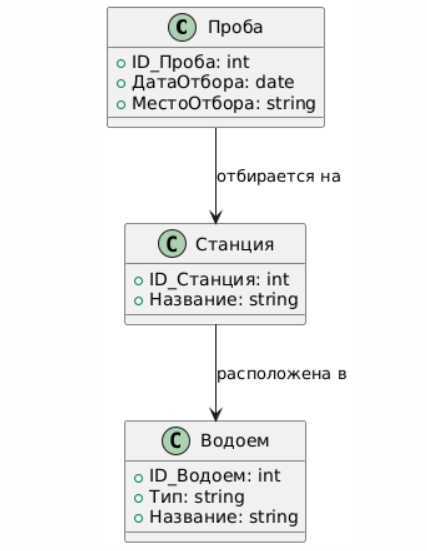 C Проба
ID_Проба: int
ДатаОтбора: date
МестоОтбора: string
отбирается на
C Станция
ID_Станция: int
Название: string
расположена в
C Водоем
ID_Водоем: int
Тип: string
Название: string